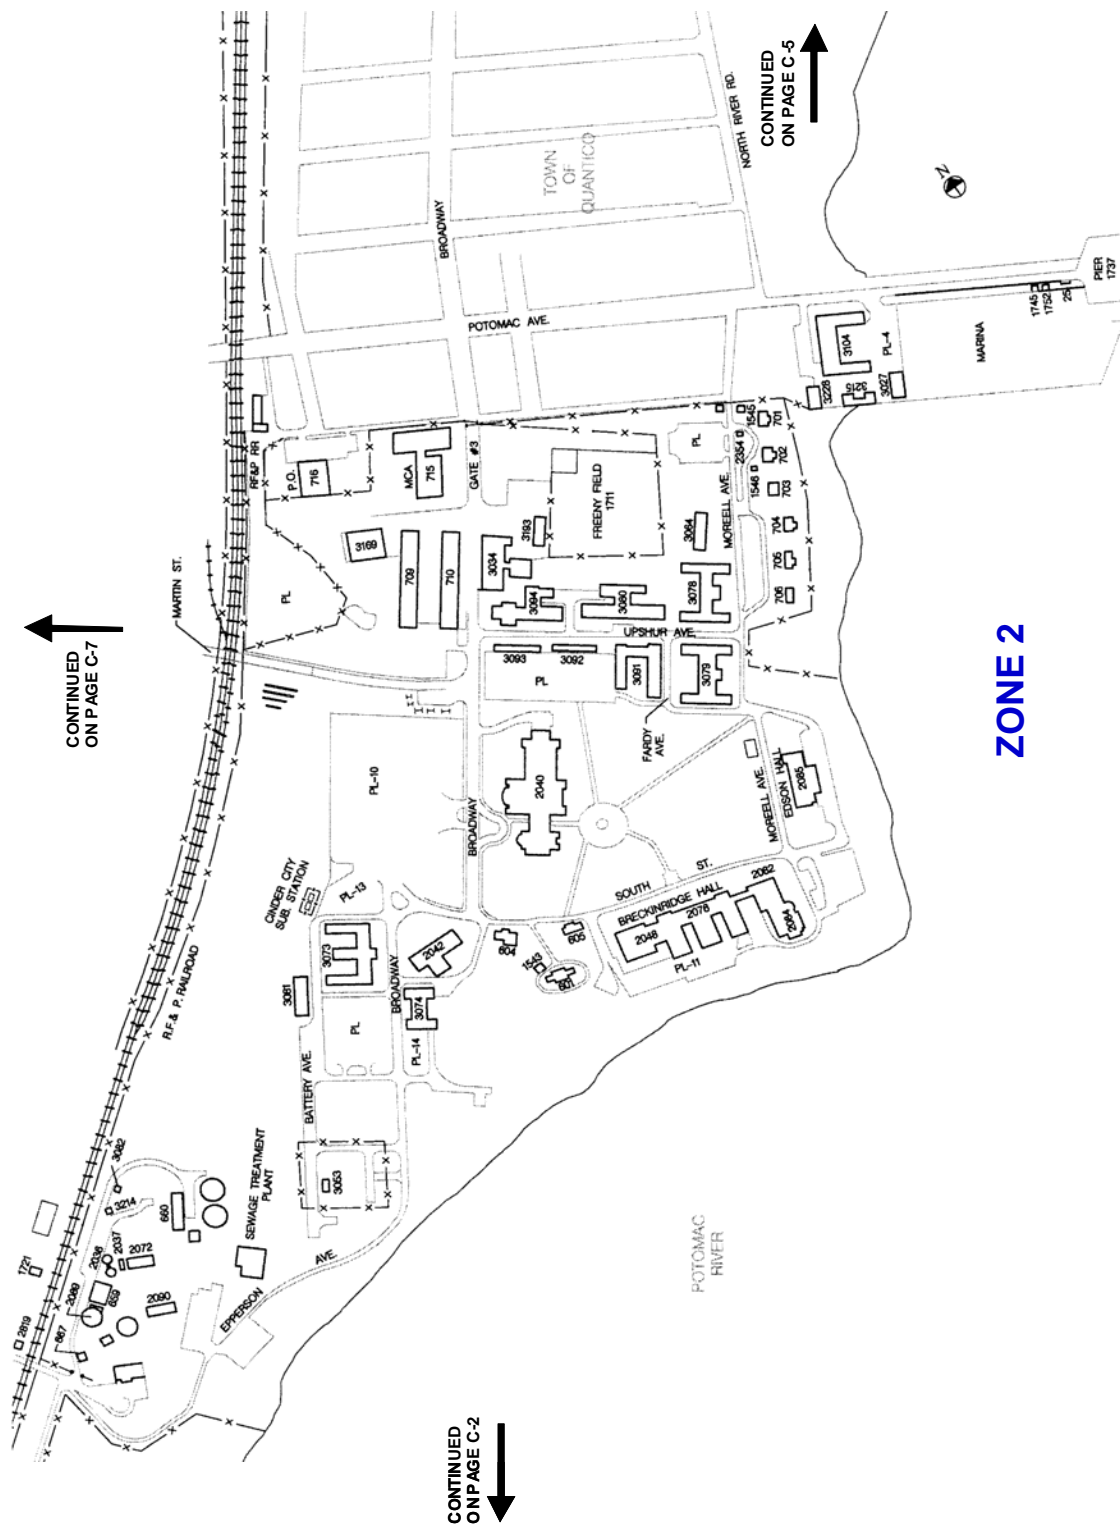 CONTINUED
ON PAGE C-5
NORTH RIVER RD.
TOWN
OF
QUANTICO
BROADWAY
N
PIER
1737
1745
1752
25
POTOMAC AVE.
MARINA
PL-4
3104
3027
3215
3228
RF&P RR
P.O.
716
MCA
715
GATE #3
FREENY FIELD
1711
PL
MOREELL AVE.
1545
701
2354
702
1546
703
704
705
706
3169
709
710
3193
3034
3094
3080
3064
3078
MARTIN ST.
PL
UPSHUR AVE.
3093
3092
PL
3091
3079
FARDY
AVE.
CONTINUED
ON PAGE C-7
ZONE 2
PL-10
2040
BROADWAY
MOREELL AVE.
EDSON HALL
2085
CINDER CITY
SUB. STATION
PL-13
SOUTH
ST.
BRECKINRIDGE HALL
2082
2084
2076
2048
PL-11
3073
2042
604
605
1543
601
3081
PL
BROADWAY
3074
PL-14
R.F. & P. RAILROAD
BATTERY AVE.
3053
SEWAGE TREATMENT
PLANT
3082
3214
660
1721
2036
2037
2072
2089
659
2090
2819
667
EPPERSON
AVE.
POTOMAC
RIVER
CONTINUED
ON PAGE C-2